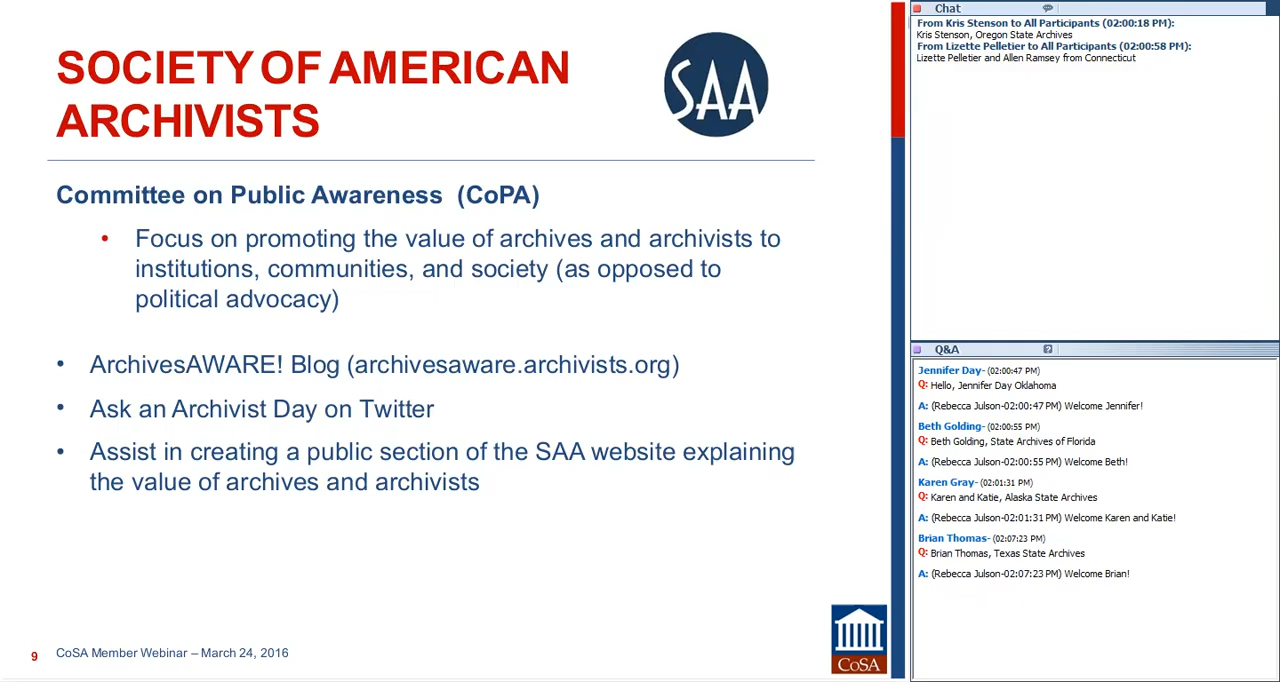 SOCIETY OF AMERICAN
ARCHIVISTS
SAA
Committee on Public Awareness (CoPA)
• Focus on promoting the value of archives and archivists to
institutions, communities, and society (as opposed to
political advocacy)
• ArchivesAWARE! Blog (archivesaware.archivists.org)
• Ask an Archivist Day on Twitter
• Assist in creating a public section of the SAA website explaining
the value of archives and archivists
9 CoSA Member Webinar – March 24, 2016
CoSA
Chat
From Kris Stenson to All Participants (02:00:18 PM):
Kris Stenson, Oregon State Archives
From Lizette Pelletier to All Participants (02:00:58 PM):
Lizette Pelletier and Allen Ramsey from Connecticut
Q&A
Jennifer Day- (02:00:47 PM)
Q: Hello, Jennifer Day Oklahoma
A: (Rebecca Julson-02:00:47 PM) Welcome Jennifer!
Beth Golding- (02:00:55 PM)
Q: Beth Golding, State Archives of Florida
A: (Rebecca Julson-02:00:55 PM) Welcome Beth!
Karen Gray- (02:01:31 PM)
Q: Karen and Katie, Alaska State Archives
A: (Rebecca Julson-02:01:31 PM) Welcome Karen and Katie!
Brian Thomas- (02:07:23 PM)
Q: Brian Thomas, Texas State Archives
A: (Rebecca Julson-02:07:23 PM) Welcome Brian!